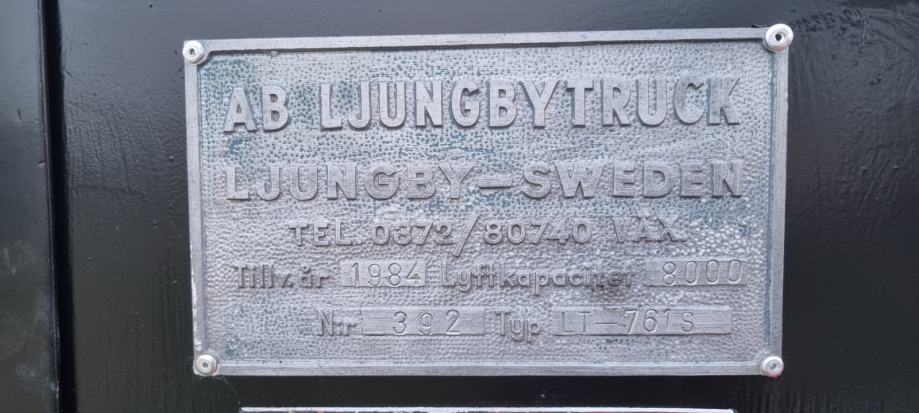 AB LJUNGBYTRUCK
LJUNGBY-SWEDEN
TEL. 0372/80740 VÄX.
Tillv.år 1984 Lyftkapacitet 8000
Nr 392 Typ LT-761S